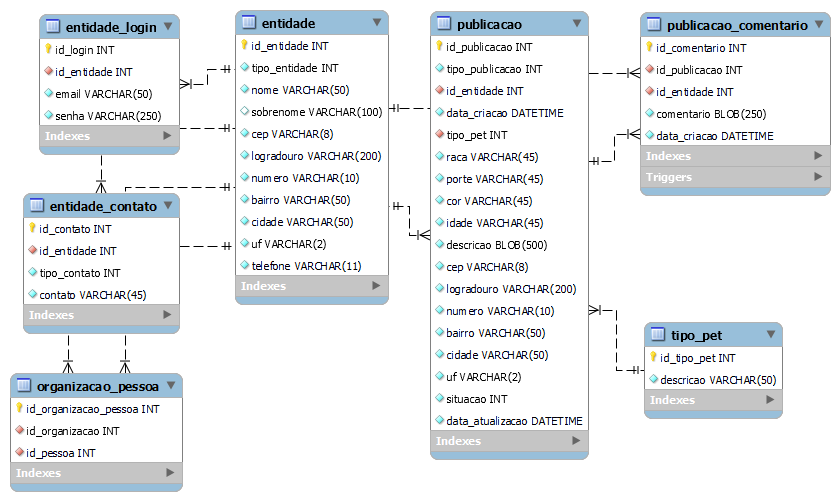 entidade_login
id_login INT
id_entidade INT
email VARCHAR(50)
senha VARCHAR(250)
Indexes
entidade_contato
id_contato INT
id_entidade INT
tipo_contato INT
contato VARCHAR(45)
Indexes
organizacao_pessoa
id_organizacao_pessoa INT
id_organizacao INT
id_pessoa INT
Indexes
entidade
id_entidade INT
tipo_entidade INT
nome VARCHAR(50)
sobrenome VARCHAR(100)
cep VARCHAR(8)
logradouro VARCHAR(200)
numero VARCHAR(10)
bairro VARCHAR(50)
cidade VARCHAR(50)
uf VARCHAR(2)
telefone VARCHAR(11)
Indexes
publicacao
id_publicacao INT
tipo_publicacao INT
id_entidade INT
data_criacao DATETIME
tipo_pet INT
raca VARCHAR(45)
porte VARCHAR(45)
cor VARCHAR(45)
idade VARCHAR(45)
descricao BLOB(500)
cep VARCHAR(8)
logradouro VARCHAR(200)
numero VARCHAR(10)
bairro VARCHAR(50)
cidade VARCHAR(50)
uf VARCHAR(2)
situacao INT
data_atualizacao DATETIME
Indexes
publicacao_comentario
id_comentario INT
id_publicacao INT
id_entidade INT
comentario BLOB(250)
data_criacao DATETIME
Indexes
Triggers
tipo_pet
id_tipo_pet INT
descricao VARCHAR(50)
Indexes